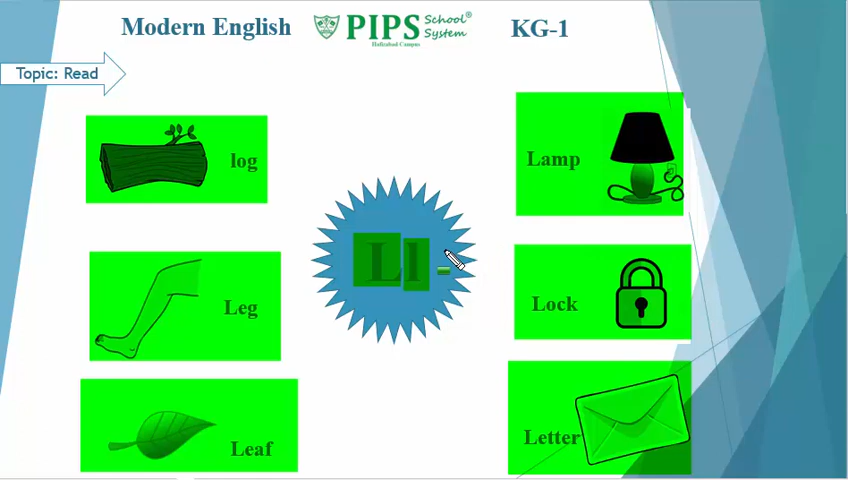 Modern English
PIPS School System®
Hafizabad Campus
KG-1
Topic: Read
log
Lamp
Ll
Leg
Lock
Leaf
Letter